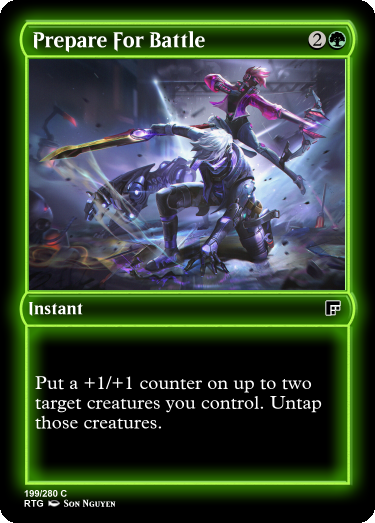 Prepare For Battle 2
Instant
Put a +1/+1 counter on up to two
target creatures you control. Untap
those creatures.
199/280 C
RTG Son Nguyen